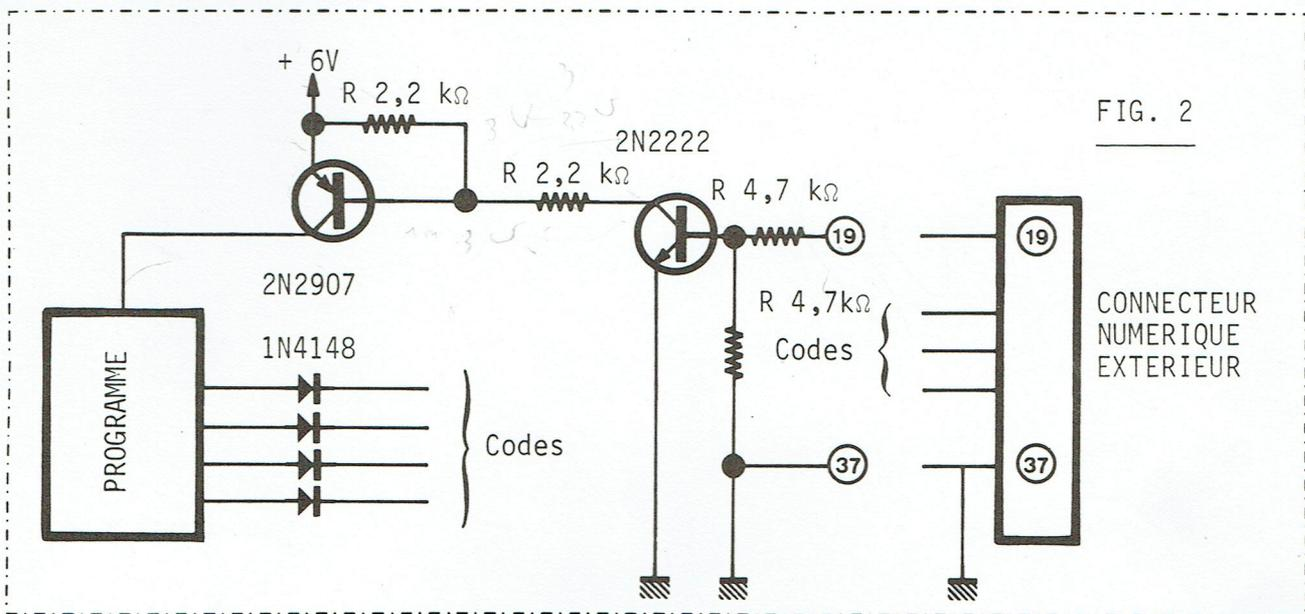 + 6V
R 2,2 kΩ
FIG. 2
2N2222
R 2,2 kΩ
R 4,7 kΩ
19
19
2N2907
R 4,7kΩ
Codes
CONNECTEUR
NUMERIQUE
EXTERIEUR
1N4148
PROGRAMME
Codes
37
37